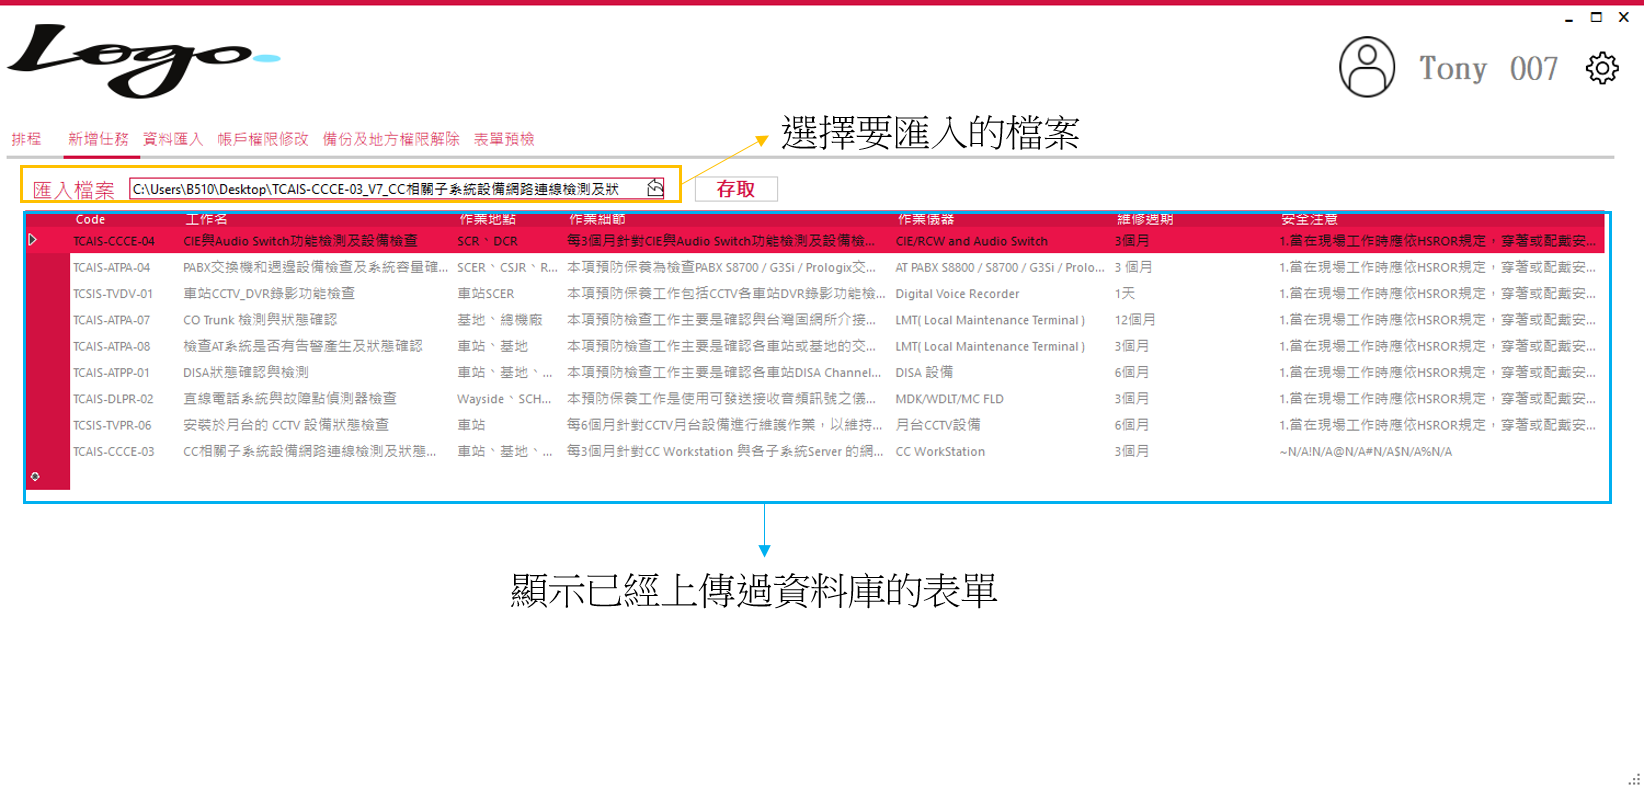 Logo
Tony 007
排程 新增任務 資料匯入 帳戶權限修改 備份及地方權限解除 表單預檢
選擇要匯入的檔案
匯入檔案 C:\Users\B510\Desktop\TCAIS-CCCE-03_V7_CC相關子系統設備網路連線檢測及狀 存取
Code 工作名 作業地點 作業細節 作業儀器 維修週期 安全注意
TCAIS-CCCE-04 CIE與Audio Switch功能檢測及設備檢查 SCR、DCR 每3個月針對CIE與Audio Switch功能檢測及設備檢... CIE/RCW and Audio Switch 3個月 1.當在現場工作時應依HSROR規定，穿著或配戴安...
TCAIS-ATPA-04 PABX交換機和週邊設備檢查及系統容量確... SCER、CSJR、R... 本項預防保養為檢查PABX S8700 / G3Si / Prologix交... AT PABX S8800 / S8700 / G3Si / Prolo... 3 個月 1.當在現場工作時應依HSROR規定，穿著或配戴安...
TCSIS-TVDV-01 車站CCTV_DVR錄影功能檢查 車站SCER 本項預防保養工作包括CCTV各車站DVR錄影功能檢... Digital Voice Recorder 1天 1.當在現場工作時應依HSROR規定，穿著或配戴安...
TCAIS-ATPA-07 CO Trunk 檢測與狀態確認 基地、總機廠 本項預防檢查工作主要是確認與台灣固網所介接... LMT( Local Maintenance Terminal ) 12個月 1.當在現場工作時應依HSROR規定，穿著或配戴安...
TCAIS-ATPA-08 檢查AT系統是否有告警產生及狀態確認 車站、基地 本項預防檢查工作主要是確認各車站或基地的交... LMT( Local Maintenance Terminal ) 3個月 1.當在現場工作時應依HSROR規定，穿著或配戴安...
TCAIS-ATPP-01 DISA狀態確認與檢測 車站、基地、... 本項預防檢查工作主要是確認各車站DISA Channel... DISA 設備 6個月 1.當在現場工作時應依HSROR規定，穿著或配戴安...
TCAIS-DLPR-02 直線電話系統與故障點偵測器檢查 Wayside、SCH... 本預防保養工作是使用可發送接收音頻訊號之儀... MDK/WDLT/MC FLD 3個月 1.當在現場工作時應依HSROR規定，穿著或配戴安...
TCSIS-TVPR-06 安裝於月台的 CCTV 設備狀態檢查 車站 每6個月針對CCTV月台設備進行維護作業，以維持... 月台CCTV設備 6個月 1.當在現場工作時應依HSROR規定，穿著或配戴安...
TCAIS-CCCE-03 CC相關子系統設備網路連線檢測及狀態... 車站、基地、... 每3個月針對CC Workstation 與各子系統Server 的網... CC WorkStation 3個月 ~N/A!N/A@N/A#N/A$N/A%N/A
顯示已經上傳過資料庫的表單